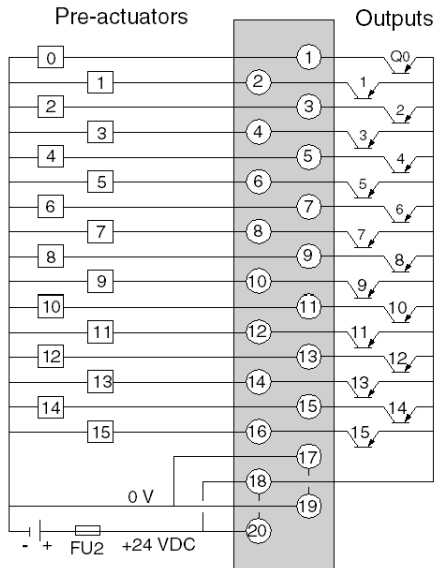 Pre-actuators Outputs
0 1 Q0
1 2 1
2 3 2
3 4 3
4 5 4
5 6 5
6 7 6
7 8 7
8 9 8
9 10 9
10 11 10
11 12 11
12 13 12
13 14 13
14 15 14
15 16 15
17
18
0 V 19
20
- + FU2 +24 VDC